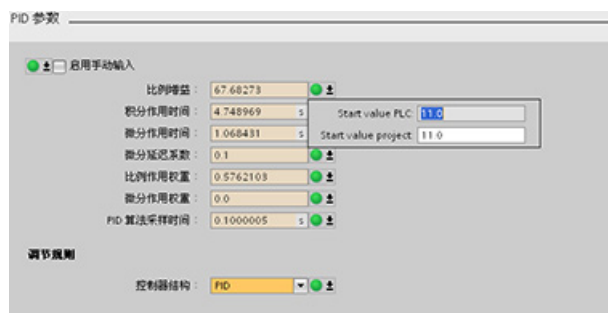 PID 参数
启用手动输入
比例增益: 67.68273
积分作用时间: 4.748969 s
Start value PLC: 11.0
微分作用时间: 1.068431 s
Start value project: 11.0
微分延迟系数: 0.1
比例作用权重: 0.5762103
微分作用权重: 0.0
PID 算法采样时间: 0.1000005 s
调节规则
控制器结构: PID